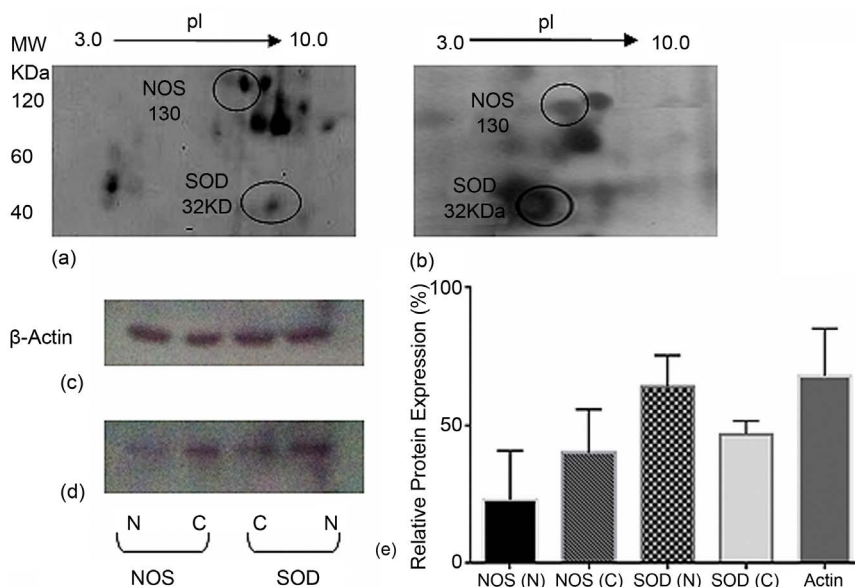 pI
MW
3.0
10.0
KDa
120
60
40
NOS
130
SOD
32KD
(a)
pI
3.0
10.0
NOS
130
SOD
32KDa
(b)
β-Actin
(c)
(d)
N C C N
NOS SOD
(e)
Relative Protein Expression (%)
100
50
0
NOS (N) NOS (C) SOD (N) SOD (C) Actin